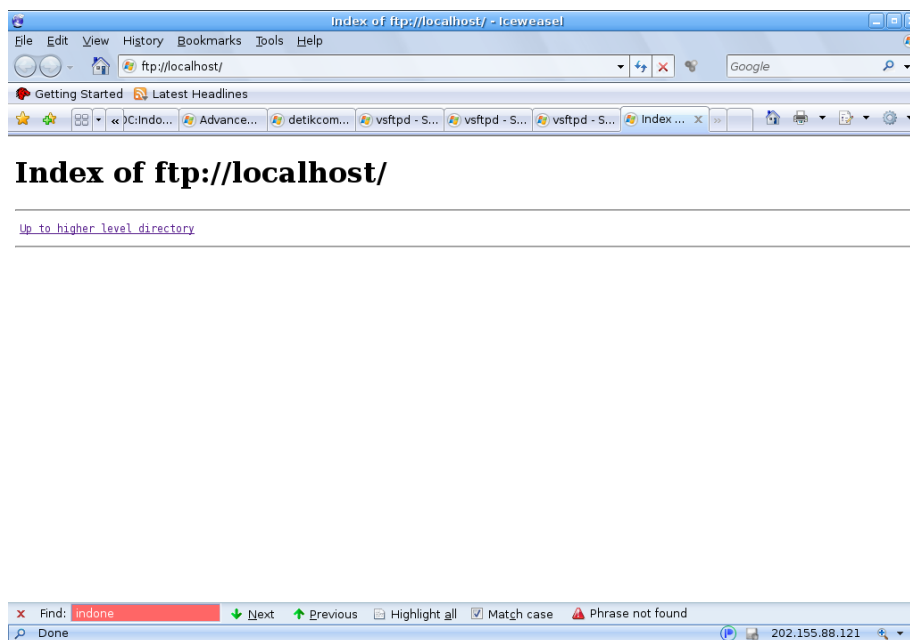 Index of ftp://localhost/ - Iceweasel
File Edit View History Bookmarks Tools Help
ftp://localhost/ Google
Getting Started Latest Headlines
« )C:Indo... Advance... detikcom... vsftpd - S... vsftpd - S... vsftpd - S... Index ... »
Index of ftp://localhost/
Up to higher level directory
Find: indone Next Previous Highlight all Match case Phrase not found
Done 202.155.88.121